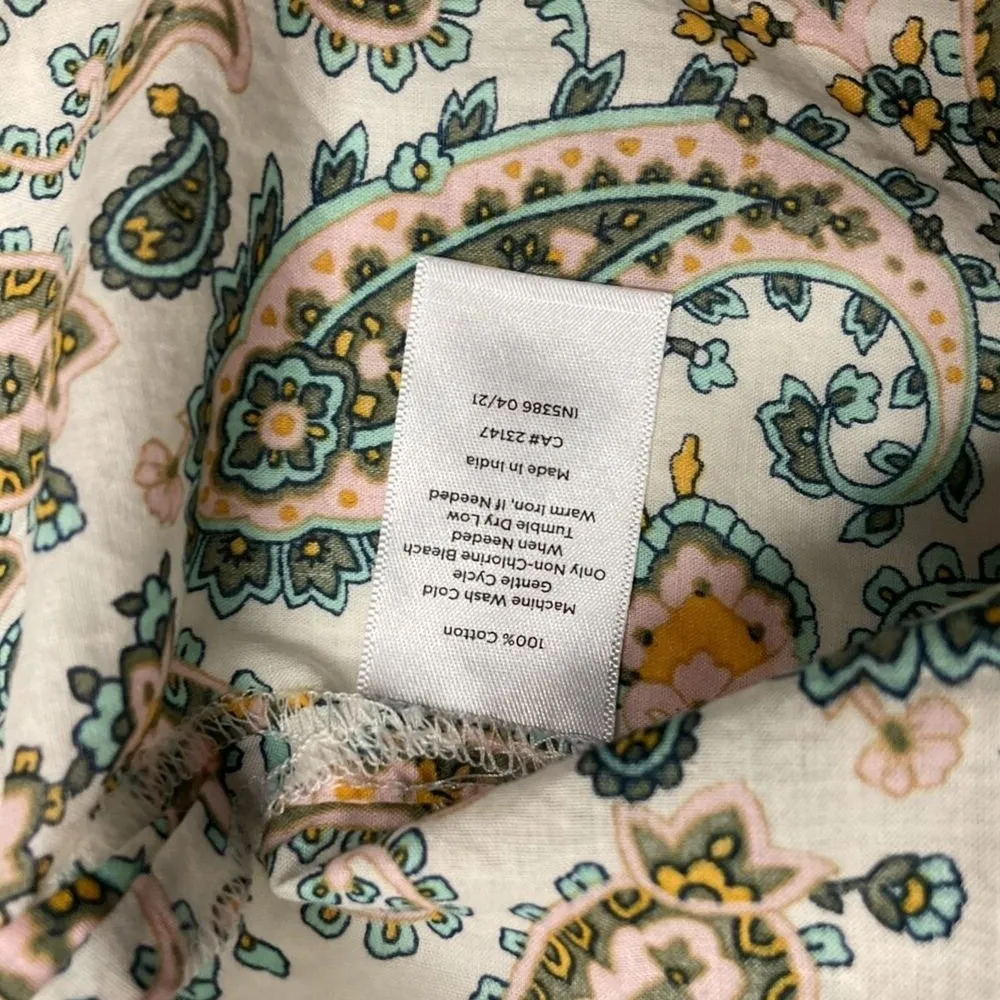 100% Cotton
Machine Wash Cold
Gentle Cycle
Only Non-Chlorine Bleach
When Needed
Tumble Dry Low
Warm Iron, If Needed
Made In India
CA# 23147
IN5386 04/21